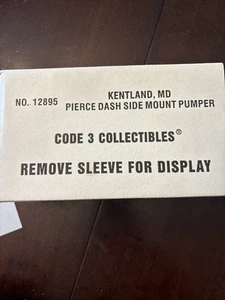 KENTLAND, MD
NO. 12895 PIERCE DASH SIDE MOUNT PUMPER
CODE 3 COLLECTIBLES®
REMOVE SLEEVE FOR DISPLAY